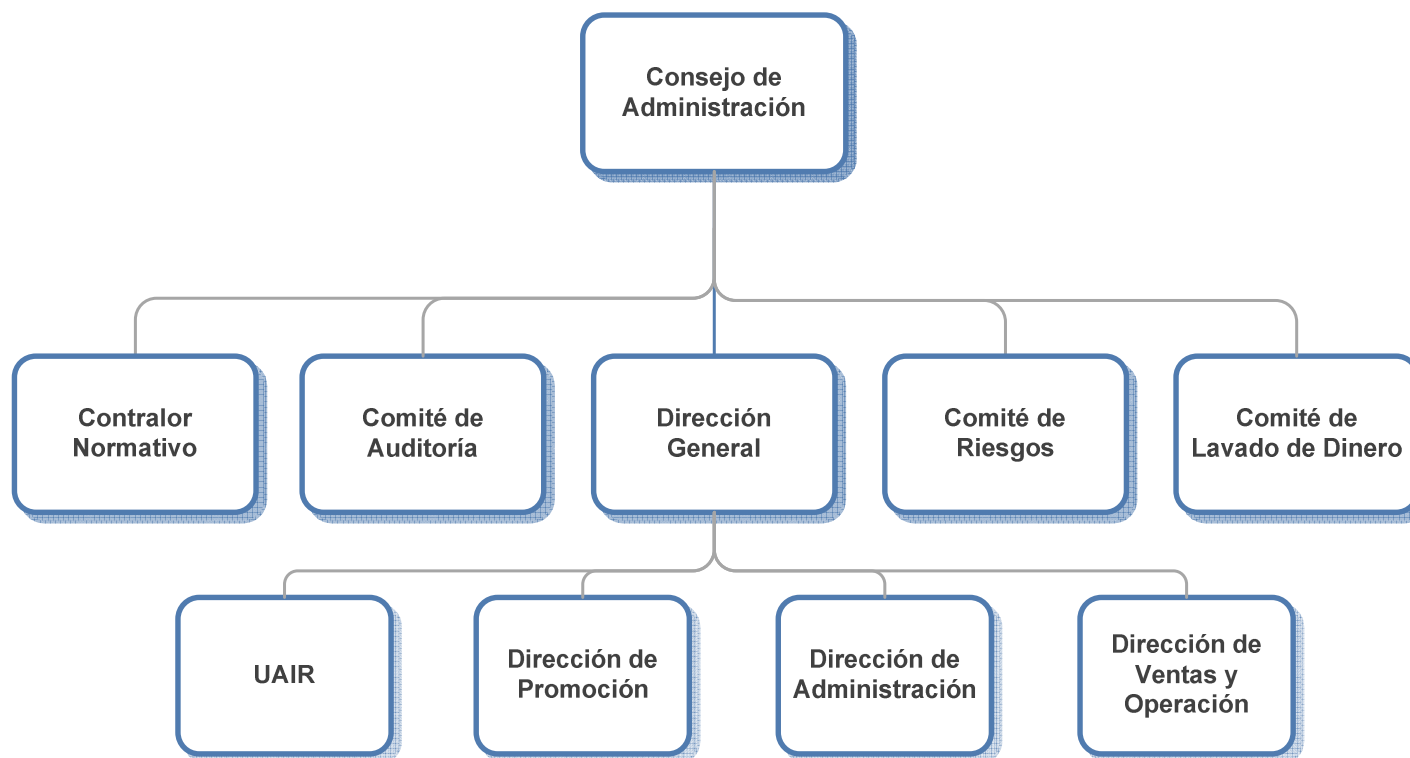 Consejo de
Administración
Contralor
Normativo
Comité de
Auditoría
Dirección
General
Comité de
Riesgos
Comité de
Lavado de Dinero
UAIR
Dirección de
Promoción
Dirección de
Administración
Dirección de
Ventas y
Operación